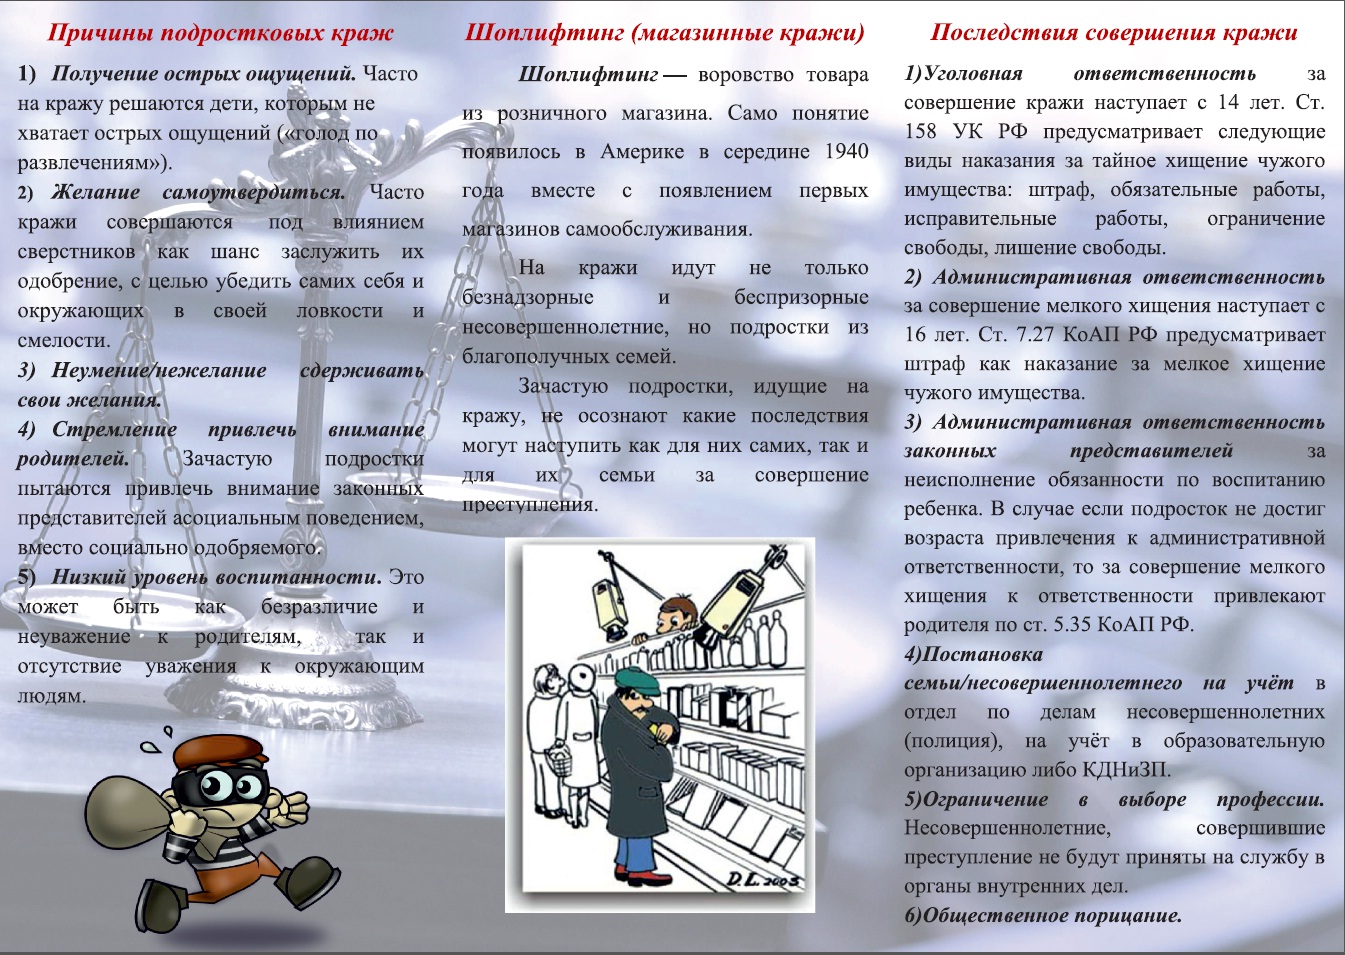 Причины подростковых краж
1) Получение острых ощущений. Часто
на кражу решаются дети, которым не
хватает острых ощущений («голод по
развлечениям»).
2) Желание самоутвердиться. Часто
кражи совершаются под влиянием
сверстников как шанс заслужить их
одобрение, с целью убедить самих себя и
окружающих в своей ловкости и
смелости.
3) Неумение/нежелание сдерживать
свои желания.
4) Стремление привлечь внимание
родителей. Зачастую подростки
пытаются привлечь внимание законных
представителей асоциальным поведением,
вместо социально одобряемого.
5) Низкий уровень воспитанности. Это
может быть как безразличие и
неуважение к родителям, так и
отсутствие уважения к окружающим
людям.
Шоплифтинг (магазинные кражи)
Шоплифтинг — воровство товара
из розничного магазина. Само понятие
появилось в Америке в середине 1940
года вместе с появлением первых
магазинов самообслуживания.
На кражи идут не только
безнадзорные и беспризорные
несовершеннолетние, но подростки из
благополучных семей.
Зачастую подростки, идущие на
кражу, не осознают какие последствия
могут наступить как для них самих, так и
для их семьи за совершение
преступления.
D.L. 2003
Последствия совершения кражи
1)Уголовная ответственность за
совершение кражи наступает с 14 лет. Ст.
158 УК РФ предусматривает следующие
виды наказания за тайное хищение чужого
имущества: штраф, обязательные работы,
исправительные работы, ограничение
свободы, лишение свободы.
2) Административная ответственность
за совершение мелкого хищения наступает с
16 лет. Ст. 7.27 КоАП РФ предусматривает
штраф как наказание за мелкое хищение
чужого имущества.
3) Административная ответственность
законных представителей за
неисполнение обязанности по воспитанию
ребенка. В случае если подросток не достиг
возраста привлечения к административной
ответственности, то за совершение мелкого
хищения к ответственности привлекают
родителя по ст. 5.35 КоАП РФ.
4)Постановка
семьи/несовершеннолетнего на учёт в
отдел по делам несовершеннолетних
(полиция), на учёт в образовательную
организацию либо КДНиЗП.
5)Ограничение в выборе профессии.
Несовершеннолетние, совершившие
преступление не будут приняты на службу в
органы внутренних дел.
6)Общественное порицание.